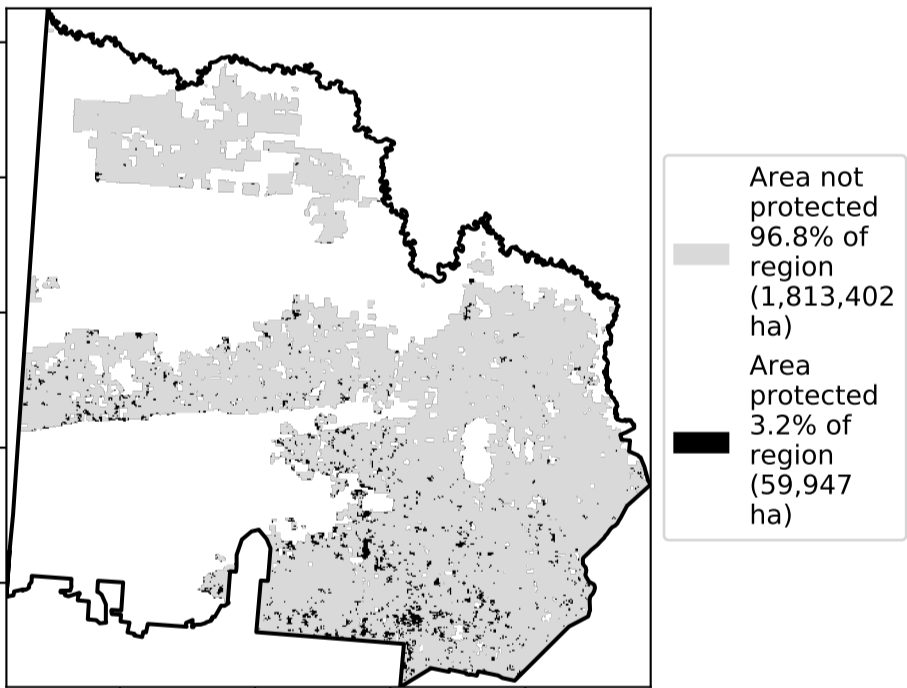 Area not
protected
96.8% of
region
(1,813,402
ha)
Area
protected
3.2% of
region
(59,947
ha)